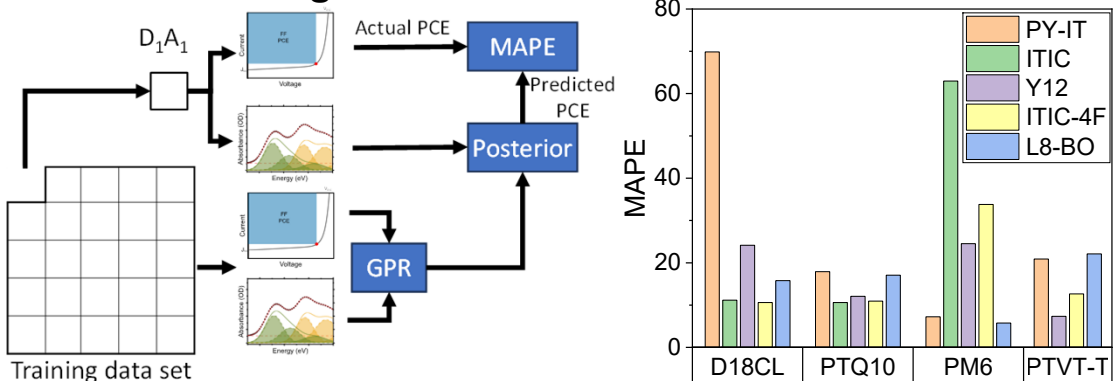 D₁A₁
Actual PCE
MAPE
Predicted
PCE
Posterior
GPR
Training data set
Current
FF
PCE
Voltage
Absorbance (OD)
Energy (eV)
Current
FF
PCE
Voltage
Absorbance (OD)
Energy (eV)
MAPE
80
60
40
20
0
PY-IT
ITIC
Y12
ITIC-4F
L8-BO
D18CL PTQ10 PM6 PTVT-T